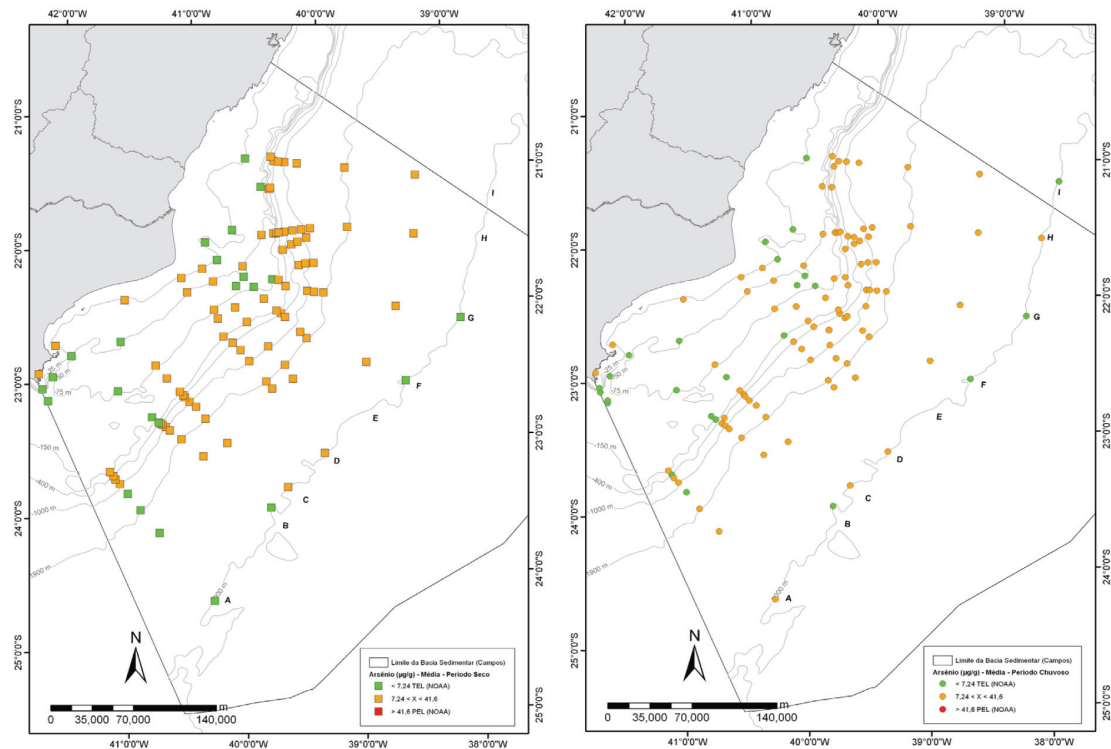 42°0'0"W 41°0'0"W 40°0'0"W 39°0'0"W
21°0'0"S
22°0'0"S
23°0'0"S
24°0'0"S
25°0'0"S
21°0'0"S
22°0'0"S
23°0'0"S
24°0'0"S
25°0'0"S
I
H
G
F
E
D
C
B
A
-75 m
-150 m
-400 m
-1000 m
-1900 m
N
0 35,000 70,000 140,000 m
Limite da Bacia Sedimentar (Campos)
Arsênio (µg/g) - Média - Período Seco
< 7,24 TEL (NOAA)
7,24 < X < 41,6
> 41,6 PEL (NOAA)
41°0'0"W 40°0'0"W 39°0'0"W 38°0'0"W
42°0'0"W 41°0'0"W 40°0'0"W 39°0'0"W
21°0'0"S
22°0'0"S
23°0'0"S
24°0'0"S
25°0'0"S
21°0'0"S
22°0'0"S
23°0'0"S
24°0'0"S
25°0'0"S
I
H
G
F
E
D
C
B
A
-75 m
-150 m
-400 m
-1000 m
-1900 m
N
0 35,000 70,000 140,000 m
Limite da Bacia Sedimentar (Campos)
Arsênio (µg/g) - Média - Período Chuvoso
< 7,24 TEL (NOAA)
7,24 < X < 41,6
> 41,6 PEL (NOAA)
41°0'0"W 40°0'0"W 39°0'0"W 38°0'0"W